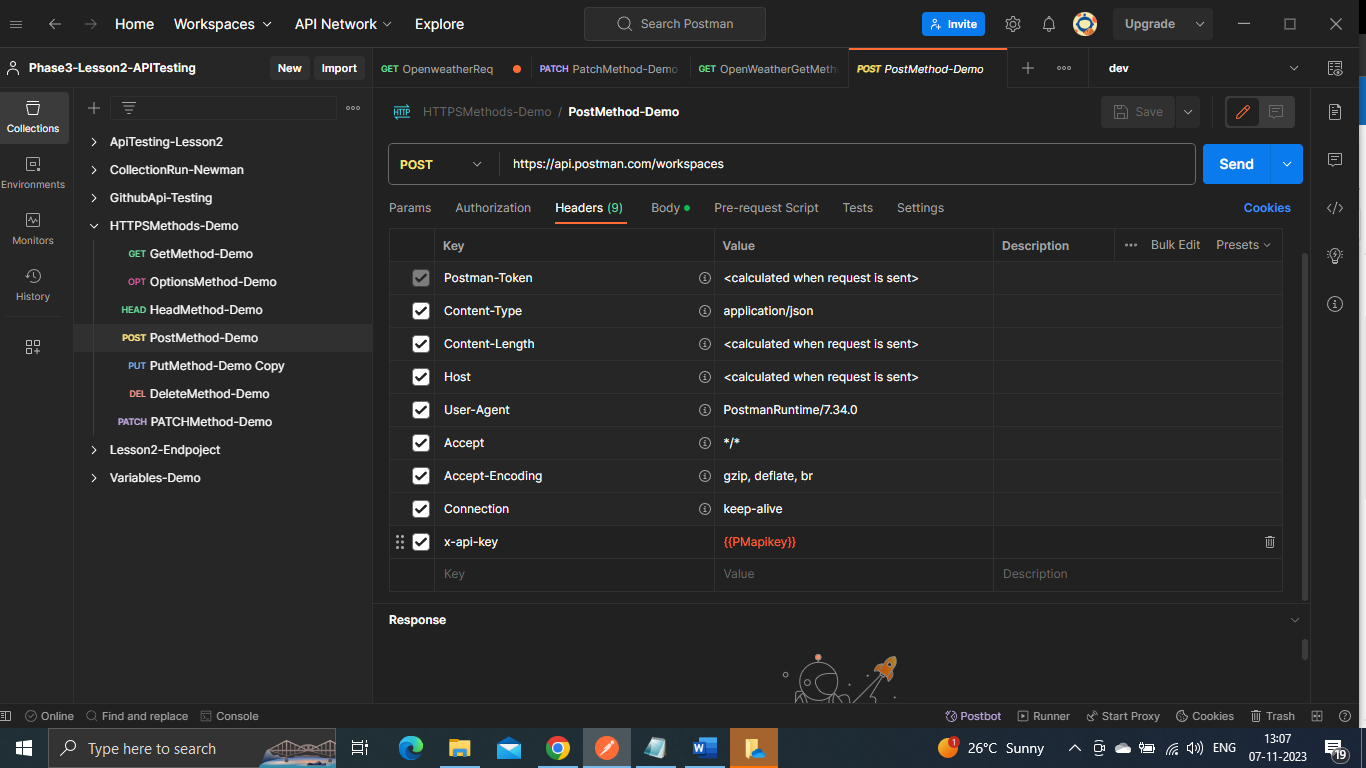 Home Workspaces API Network Explore Search Postman Invite Upgrade
Phase3-Lesson2-APITesting New Import GET OpenweatherReq PATCH PatchMethod-Demo GET OpenWeatherGetMeth POST PostMethod-Demo dev
Collections
Environments
Monitors
History
ApiTesting-Lesson2
CollectionRun-Newman
GithubApi-Testing
HTTPSMethods-Demo
GET GetMethod-Demo
OPT OptionsMethod-Demo
HEAD HeadMethod-Demo
POST PostMethod-Demo
PUT PutMethod-Demo Copy
DEL DeleteMethod-Demo
PATCH PATCHMethod-Demo
Lesson2-Endpoject
Variables-Demo
HTTP HTTPSMethods-Demo / PostMethod-Demo Save
POST https://api.postman.com/workspaces Send
Params Authorization Headers (9) Body Pre-request Script Tests Settings Cookies
Key Value Description Bulk Edit Presets
Postman-Token <calculated when request is sent>
Content-Type application/json
Content-Length <calculated when request is sent>
Host <calculated when request is sent>
User-Agent PostmanRuntime/7.34.0
Accept */*
Accept-Encoding gzip, deflate, br
Connection keep-alive
x-api-key {{PMapikey}}
Key Value Description
Response
Online Find and replace Console Postbot Runner Start Proxy Cookies Trash
Type here to search 1 26°C Sunny ENG 13:07
07-11-2023 19